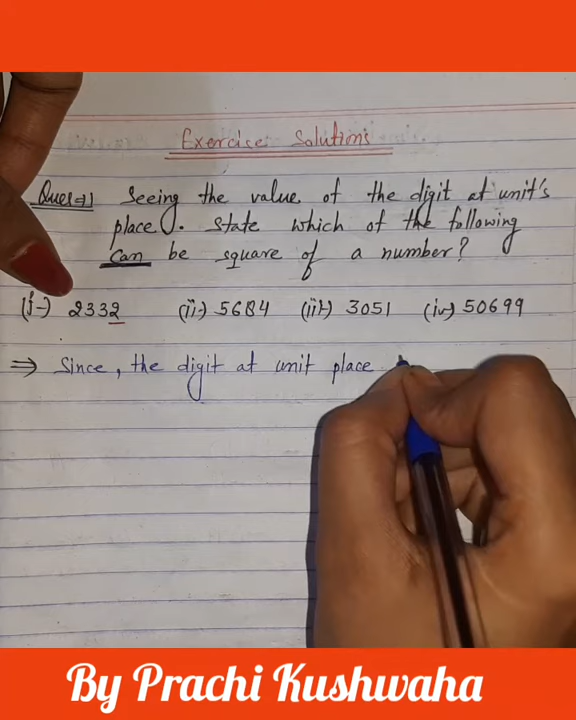 Exercise Solutions
Ques⇒1 Seeing the value of the digit at unit's
place. State which of the following
can be square of a number?
(i-) 2332 (ii-) 5684 (iii-) 3051 (iv-) 50699
⇒ Since, the digit at unit place
By Prachi Kushwaha